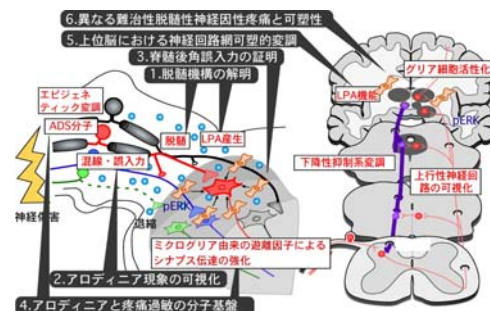 6.異なる難治性脱髄性神経因性疼痛と可塑性
5.上位脳における神経回路網可塑的変調
3.脊髄後角誤入力の証明
1.脱髄機構の解明
エピジェネ
ティック変調
ADS分子
脱髄
LPA産生
混線・誤入力
pERK
神経傷害
退縮
ミクログリア由来の遊離因子による
シナプス伝達の強化
2.アロディニア現象の可視化
4.アロディニアと疼痛過敏の分子基盤
グリア細胞活性化
LPA機能
pERK
下降性抑制系変調
上行性神経回
路の可視化